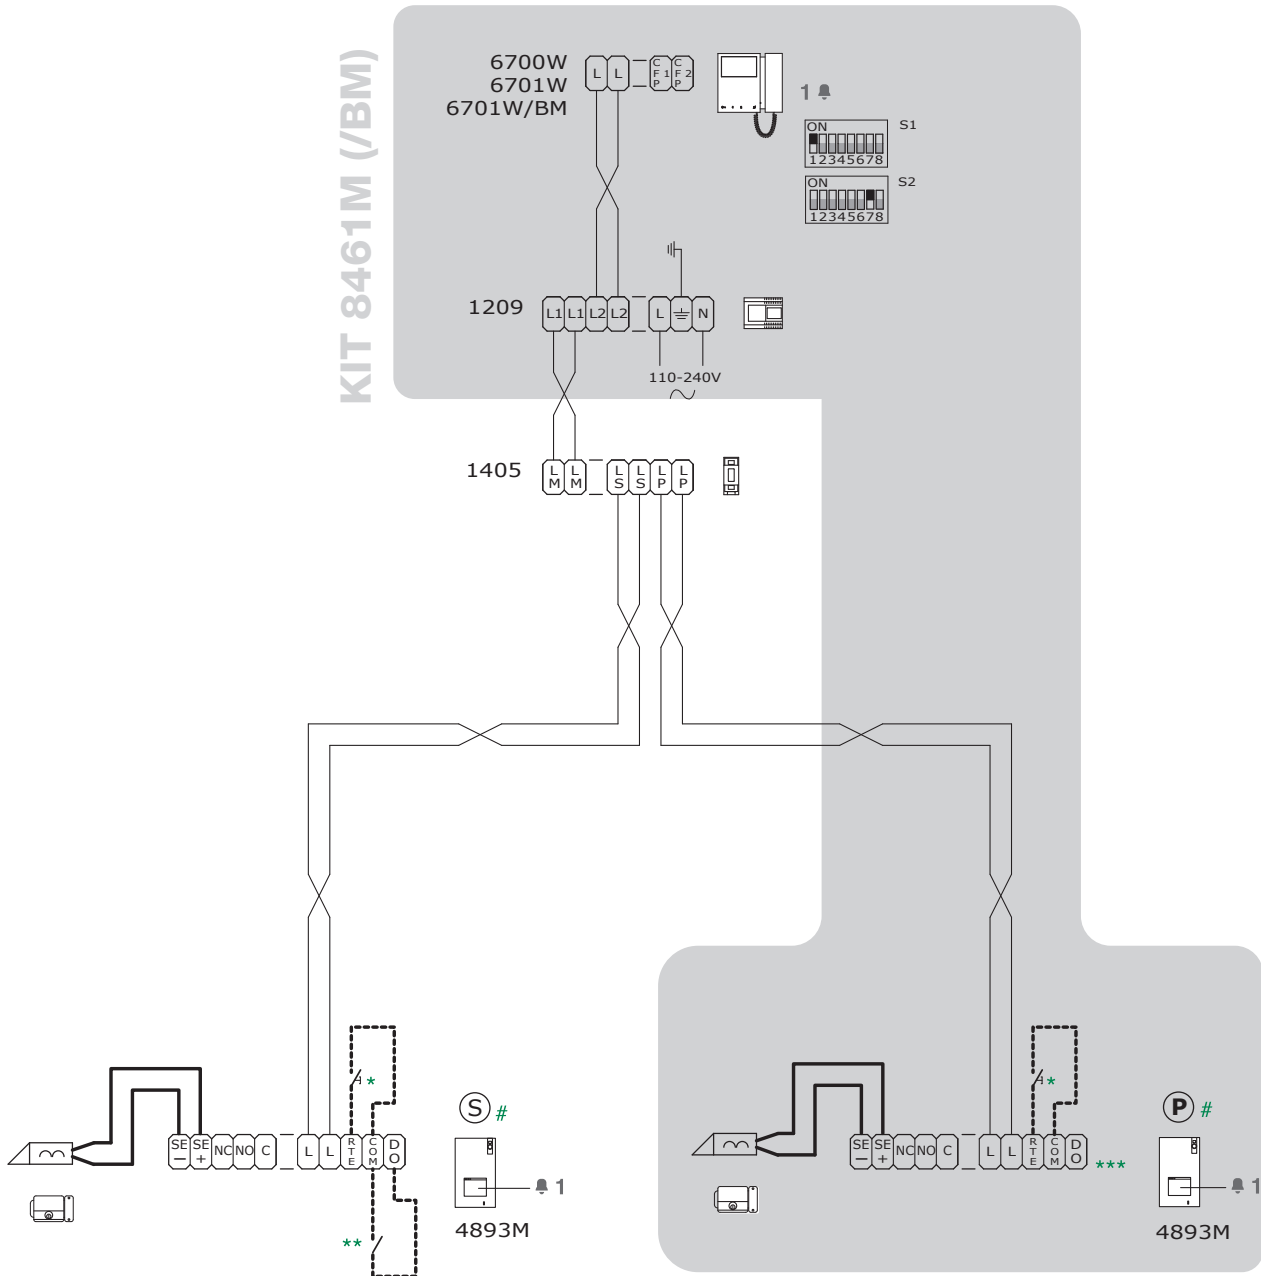 KIT 8461M (/BM)
6700W
6701W
6701W/BM
L L CFP1 CFP2
1
ON
12345678
S1
ON
12345678
S2
1209
L1 L1 L2 L2 L N
110-240V
1405
LM LM LS LS LP LP
*
S #
SE- SE+ NC NO C L L RTE COM DO
1
4893M
**
*
P #
SE- SE+ NC NO C L L RTE COM DO
***
1
4893M